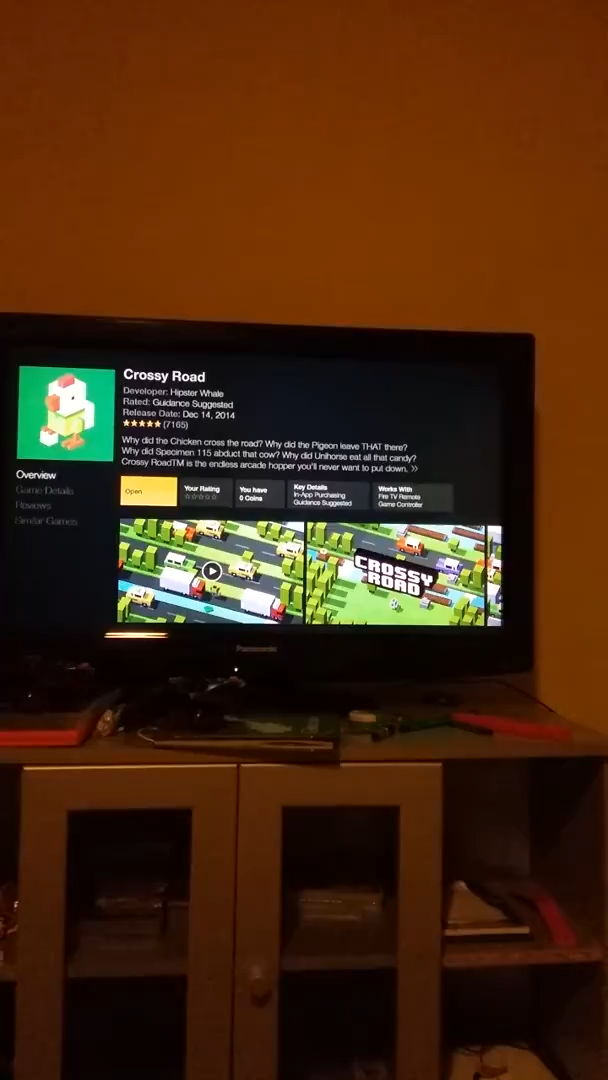 Crossy Road
Developer: Hipster Whale
Rated: Guidance Suggested
Release Date: Dec 14, 2014
(7165)
Why did the Chicken cross the road? Why did the Pigeon leave THAT there?
Why did Specimen 115 abduct that cow? Why did Unihorse eat all that candy?
Crossy RoadTM is the endless arcade hopper you'll never want to put down. »
Overview
Game Details
Reviews
Similar Games
Open
Your Rating
You have
0 Coins
Key Details
In-App Purchasing
Guidance Suggested
Works With
Fire TV Remote
Game Controller
CROSSY
ROAD
Panasonic